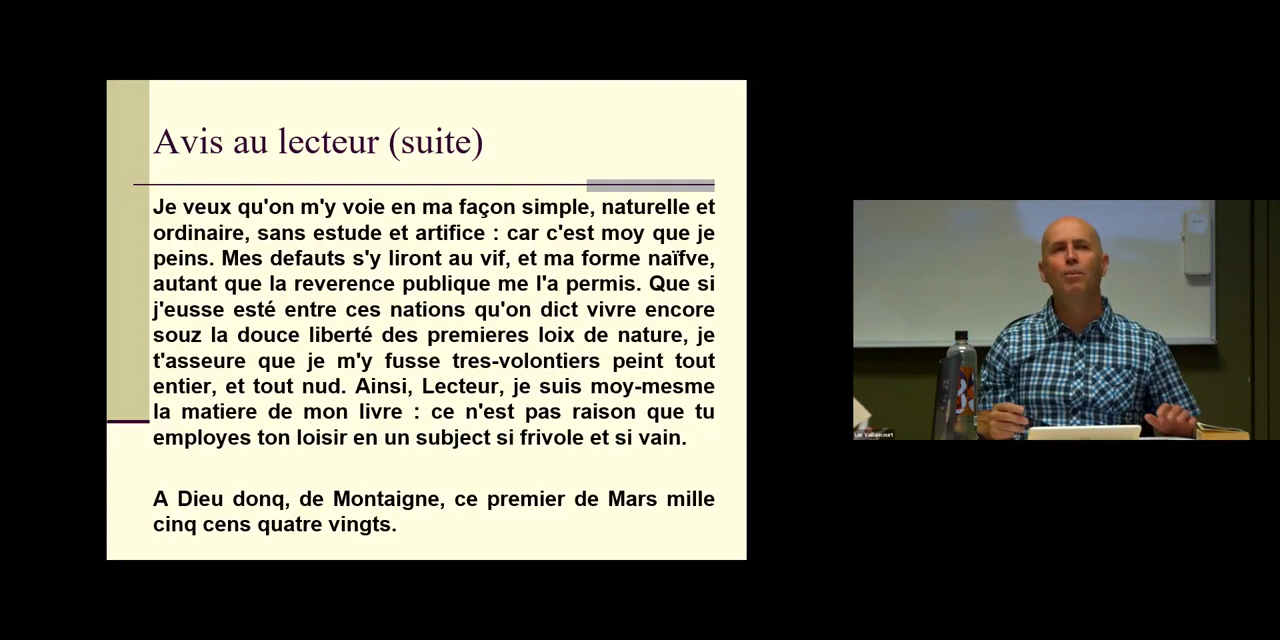 Avis au lecteur (suite)
Je veux qu'on m'y voie en ma façon simple, naturelle et
ordinaire, sans estude et artifice : car c'est moy que je
peins. Mes defauts s'y liront au vif, et ma forme naïfve,
autant que la reverence publique me l'a permis. Que si
j'eusse esté entre ces nations qu'on dict vivre encore
souz la douce liberté des premieres loix de nature, je
t'asseure que je m'y fusse tres-volontiers peint tout
entier, et tout nud. Ainsi, Lecteur, je suis moy-mesme
la matiere de mon livre : ce n'est pas raison que tu
employes ton loisir en un subject si frivole et si vain.
A Dieu donq, de Montaigne, ce premier de Mars mille
cinq cens quatre vingts.
Luc Vaillancourt